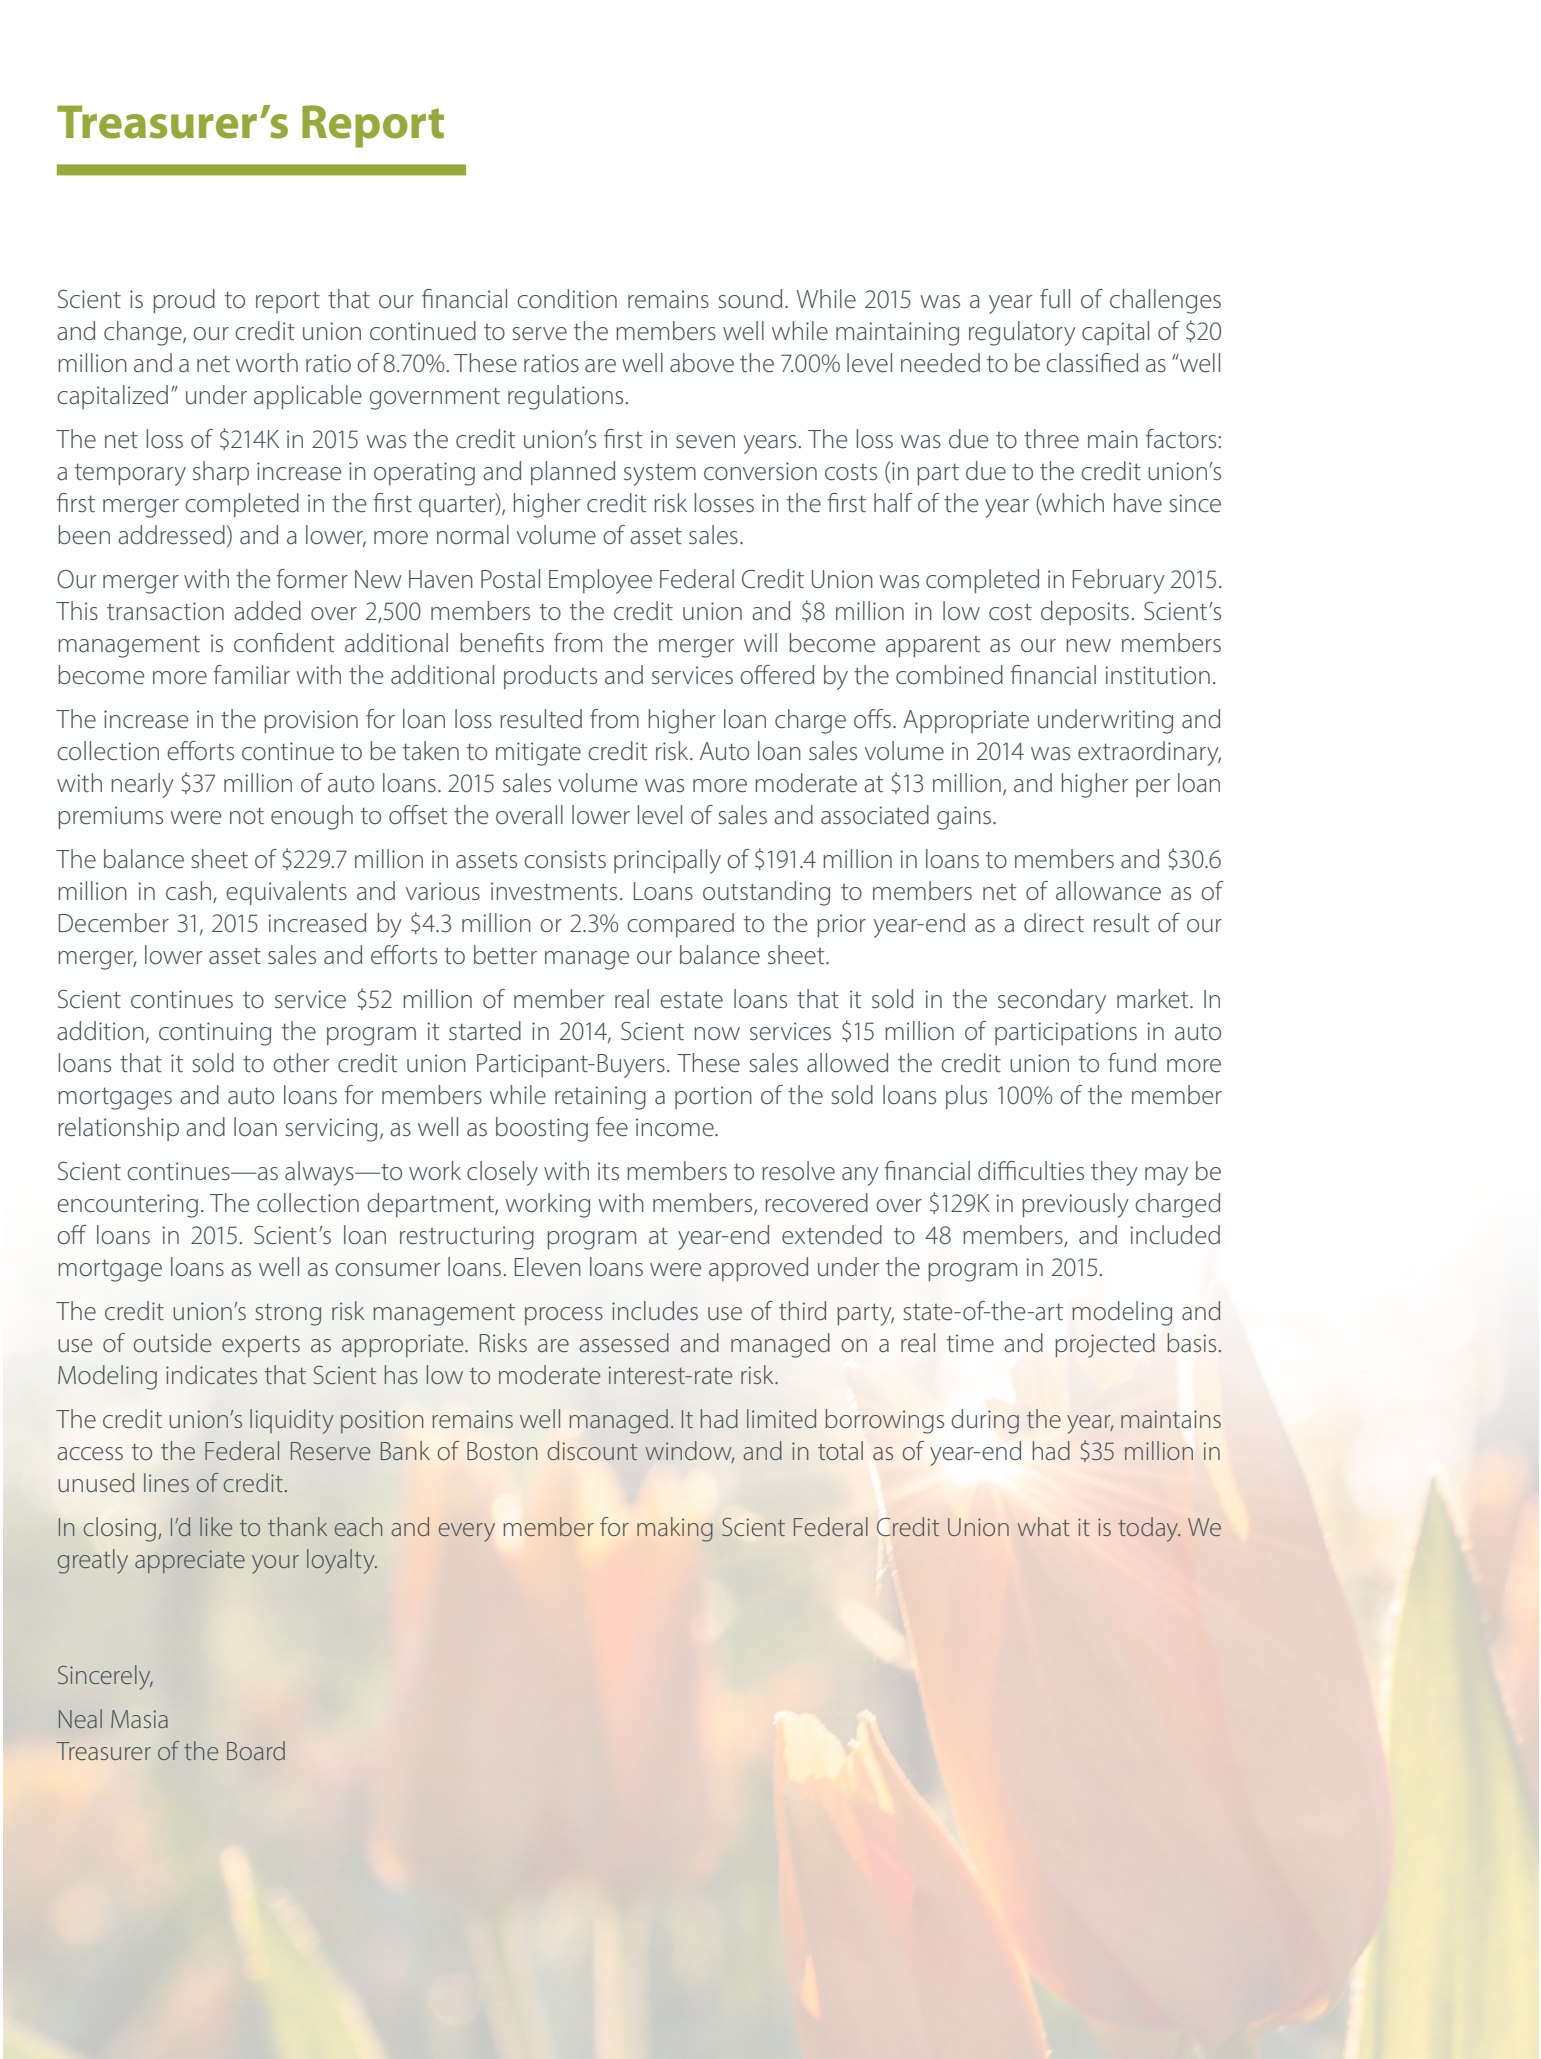 Treasurer’s Report
Scient is proud to report that our financial condition remains sound. While 2015 was a year full of challenges
and change, our credit union continued to serve the members well while maintaining regulatory capital of $20
million and a net worth ratio of 8.70%. These ratios are well above the 7.00% level needed to be classified as “well
capitalized” under applicable government regulations.
The net loss of $214K in 2015 was the credit union’s first in seven years. The loss was due to three main factors:
a temporary sharp increase in operating and planned system conversion costs (in part due to the credit union’s
first merger completed in the first quarter), higher credit risk losses in the first half of the year (which have since
been addressed) and a lower, more normal volume of asset sales.
Our merger with the former New Haven Postal Employee Federal Credit Union was completed in February 2015.
This transaction added over 2,500 members to the credit union and $8 million in low cost deposits. Scient’s
management is confident additional benefits from the merger will become apparent as our new members
become more familiar with the additional products and services offered by the combined financial institution.
The increase in the provision for loan loss resulted from higher loan charge offs. Appropriate underwriting and
collection efforts continue to be taken to mitigate credit risk. Auto loan sales volume in 2014 was extraordinary,
with nearly $37 million of auto loans. 2015 sales volume was more moderate at $13 million, and higher per loan
premiums were not enough to offset the overall lower level of sales and associated gains.
The balance sheet of $229.7 million in assets consists principally of $191.4 million in loans to members and $30.6
million in cash, equivalents and various investments. Loans outstanding to members net of allowance as of
December 31, 2015 increased by $4.3 million or 2.3% compared to the prior year-end as a direct result of our
merger, lower asset sales and efforts to better manage our balance sheet.
Scient continues to service $52 million of member real estate loans that it sold in the secondary market. In
addition, continuing the program it started in 2014, Scient now services $15 million of participations in auto
loans that it sold to other credit union Participant-Buyers. These sales allowed the credit union to fund more
mortgages and auto loans for members while retaining a portion of the sold loans plus 100% of the member
relationship and loan servicing, as well as boosting fee income.
Scient continues—as always—to work closely with its members to resolve any financial difficulties they may be
encountering. The collection department, working with members, recovered over $129K in previously charged
off loans in 2015. Scient’s loan restructuring program at year-end extended to 48 members, and included
mortgage loans as well as consumer loans. Eleven loans were approved under the program in 2015.
The credit union’s strong risk management process includes use of third party, state-of-the-art modeling and
use of outside experts as appropriate. Risks are assessed and managed on a real time and projected basis.
Modeling indicates that Scient has low to moderate interest-rate risk.
The credit union’s liquidity position remains well managed. It had limited borrowings during the year, maintains
access to the Federal Reserve Bank of Boston discount window, and in total as of year-end had $35 million in
unused lines of credit.
In closing, I’d like to thank each and every member for making Scient Federal Credit Union what it is today. We
greatly appreciate your loyalty.
Sincerely,
Neal Masia
Treasurer of the Board